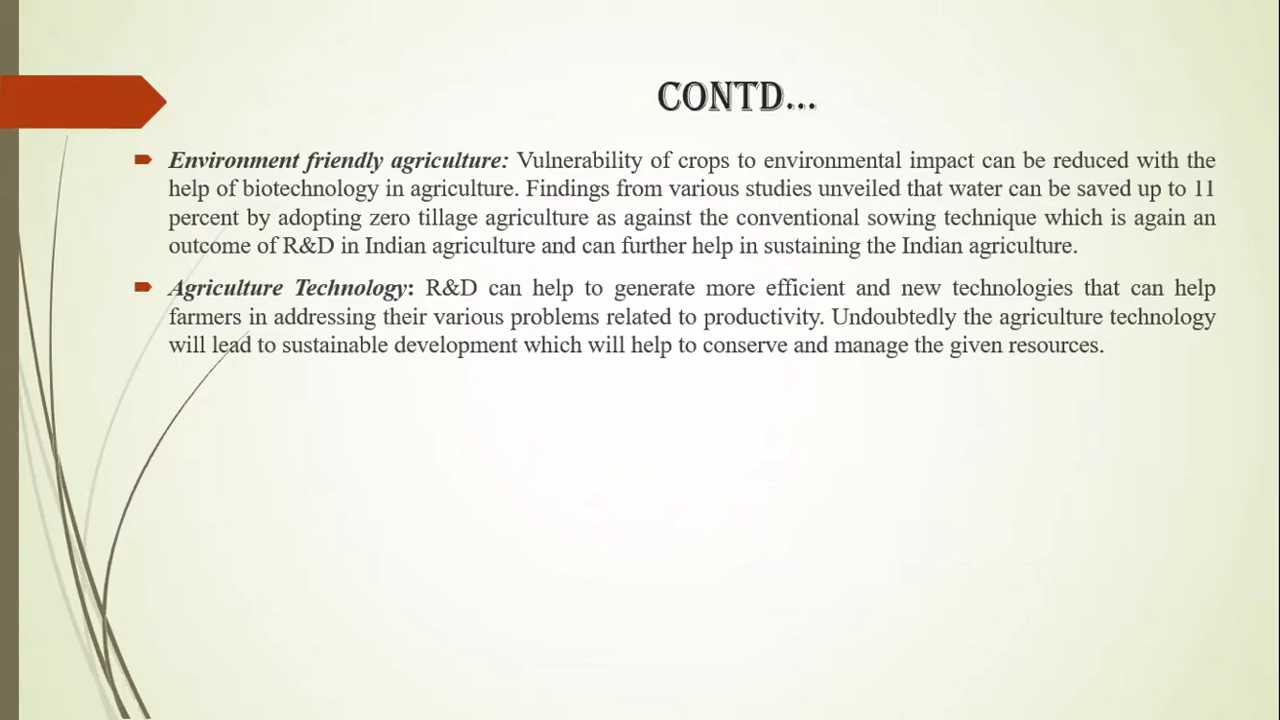 CONTD...
Environment friendly agriculture: Vulnerability of crops to environmental impact can be reduced with the
help of biotechnology in agriculture. Findings from various studies unveiled that water can be saved up to 11
percent by adopting zero tillage agriculture as against the conventional sowing technique which is again an
outcome of R&D in Indian agriculture and can further help in sustaining the Indian agriculture.
Agriculture Technology: R&D can help to generate more efficient and new technologies that can help
farmers in addressing their various problems related to productivity. Undoubtedly the agriculture technology
will lead to sustainable development which will help to conserve and manage the given resources.